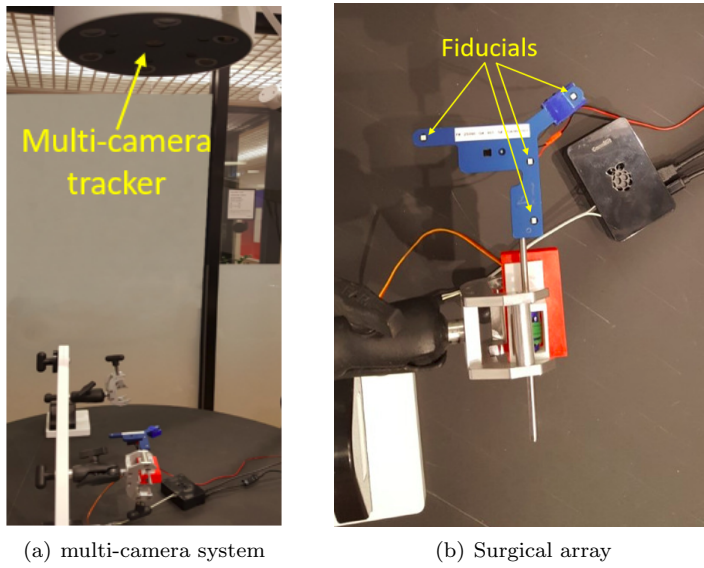 Multi-camera
tracker
Fiducials
(a) multi-camera system
(b) Surgical array